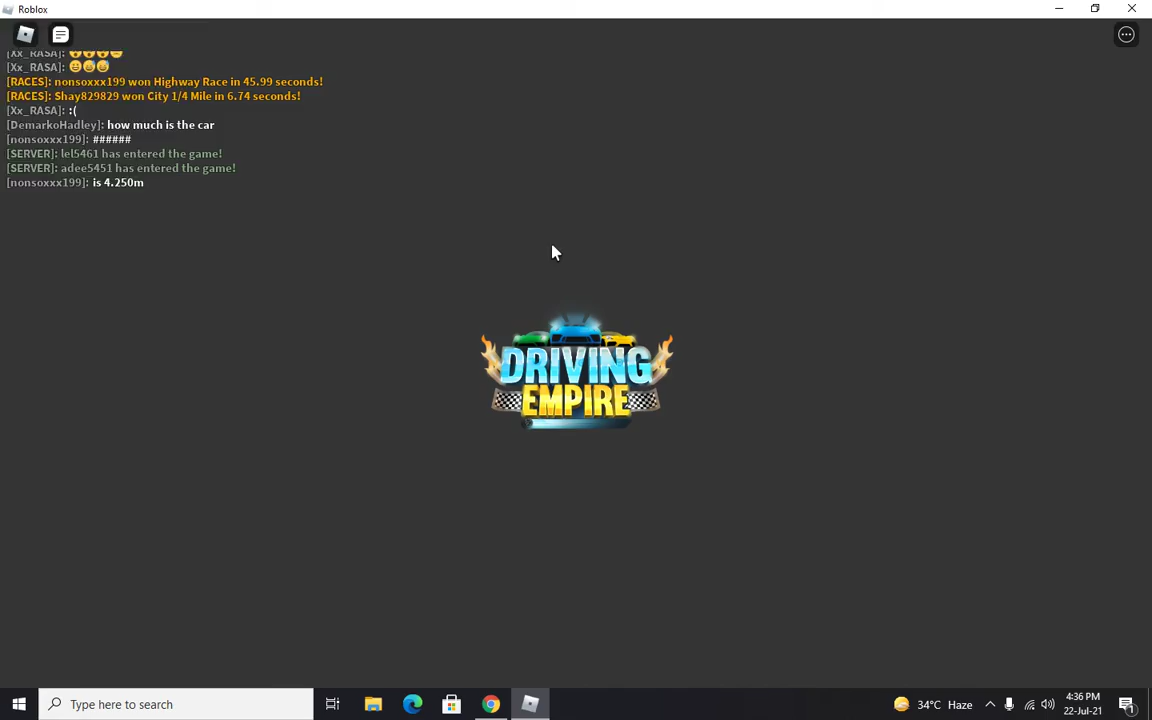 Roblox
[Xx_RASA]: 😮😮😮😊
[Xx_RASA]: 😐😄😅
[RACES]: nonsoxxx199 won Highway Race in 45.99 seconds!
[RACES]: Shay829829 won City 1/4 Mile in 6.74 seconds!
[Xx_RASA]: :(
[DemarkoHadley]: how much is the car
[nonsoxxx199]: ######
[SERVER]: lel5461 has entered the game!
[SERVER]: adee5451 has entered the game!
[nonsoxxx199]: is 4.250m
DRIVING
EMPIRE
Type here to search
34°C Haze
4:36 PM
22-Jul-21
1